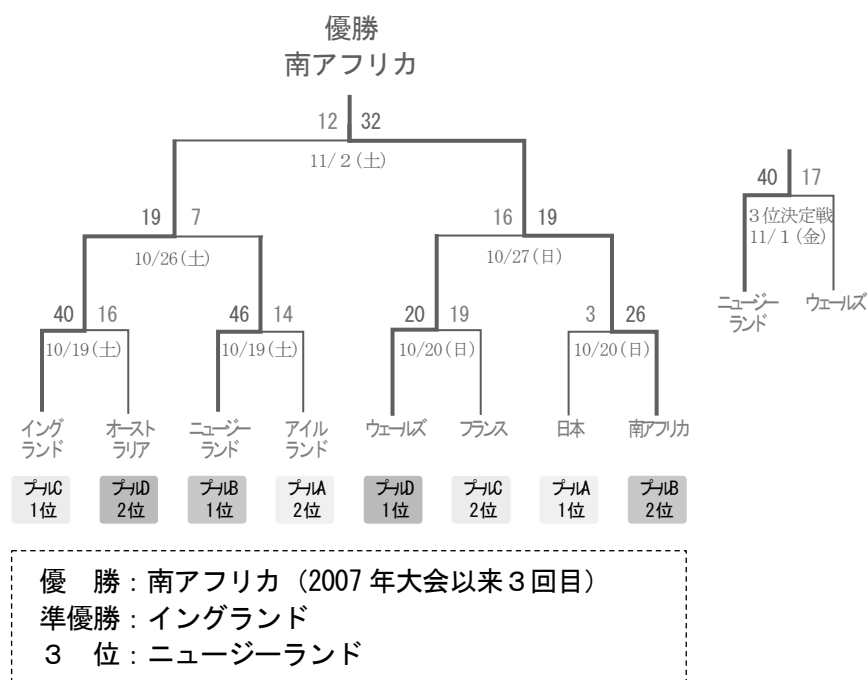 優勝
南アフリカ
12 32
11/2(土)
19 7
10/26(土)
16 19
10/27(日)
40 17
3位決定戦
11/1(金)
ニュージー
ランド
ウェールズ
40 16
10/19(土)
46 14
10/19(土)
20 19
10/20(日)
3 26
10/20(日)
イング
ランド
オースト
ラリア
ニュージー
ランド
アイル
ランド
ウェールズ
フランス
日本
南アフリカ
プールC
1位
プールD
2位
プールB
1位
プールA
2位
プールD
1位
プールC
2位
プールA
1位
プールB
2位
優 勝:南アフリカ(2007年大会以来3回目)
準優勝:イングランド
3 位:ニュージーランド